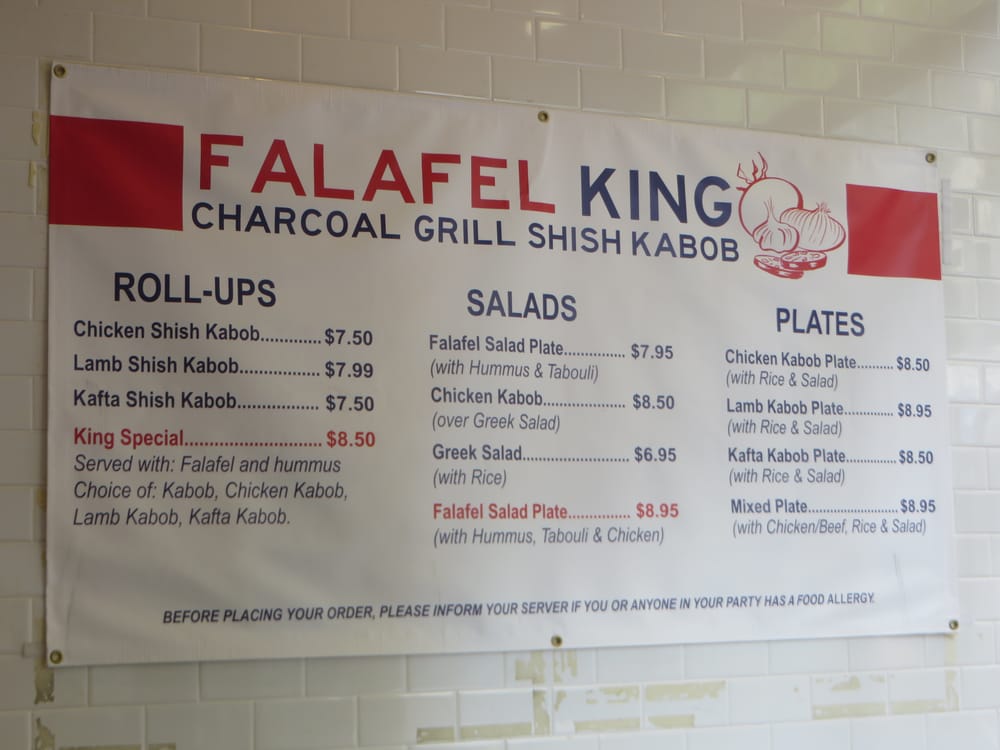 FALAFEL KING
CHARCOAL GRILL SHISH KABOB
ROLL-UPS
Chicken Shish Kabob............. $7.50
Lamb Shish Kabob................. $7.99
Kafta Shish Kabob................. $7.50
King Special............................ $8.50
Served with: Falafel and hummus
Choice of: Kabob, Chicken Kabob,
Lamb Kabob, Kafta Kabob.
SALADS
Falafel Salad Plate.............. $7.95
(with Hummus & Tabouli)
Chicken Kabob................... $8.50
(over Greek Salad)
Greek Salad........................ $6.95
(with Rice)
Falafel Salad Plate.............. $8.95
(with Hummus, Tabouli & Chicken)
PLATES
Chicken Kabob Plate.......... $8.50
(with Rice & Salad)
Lamb Kabob Plate............. $8.95
(with Rice & Salad)
Kafta Kabob Plate............. $8.50
(with Rice & Salad)
Mixed Plate........................ $8.95
(with Chicken/Beef, Rice & Salad)
BEFORE PLACING YOUR ORDER, PLEASE INFORM YOUR SERVER IF YOU OR ANYONE IN YOUR PARTY HAS A FOOD ALLERGY.